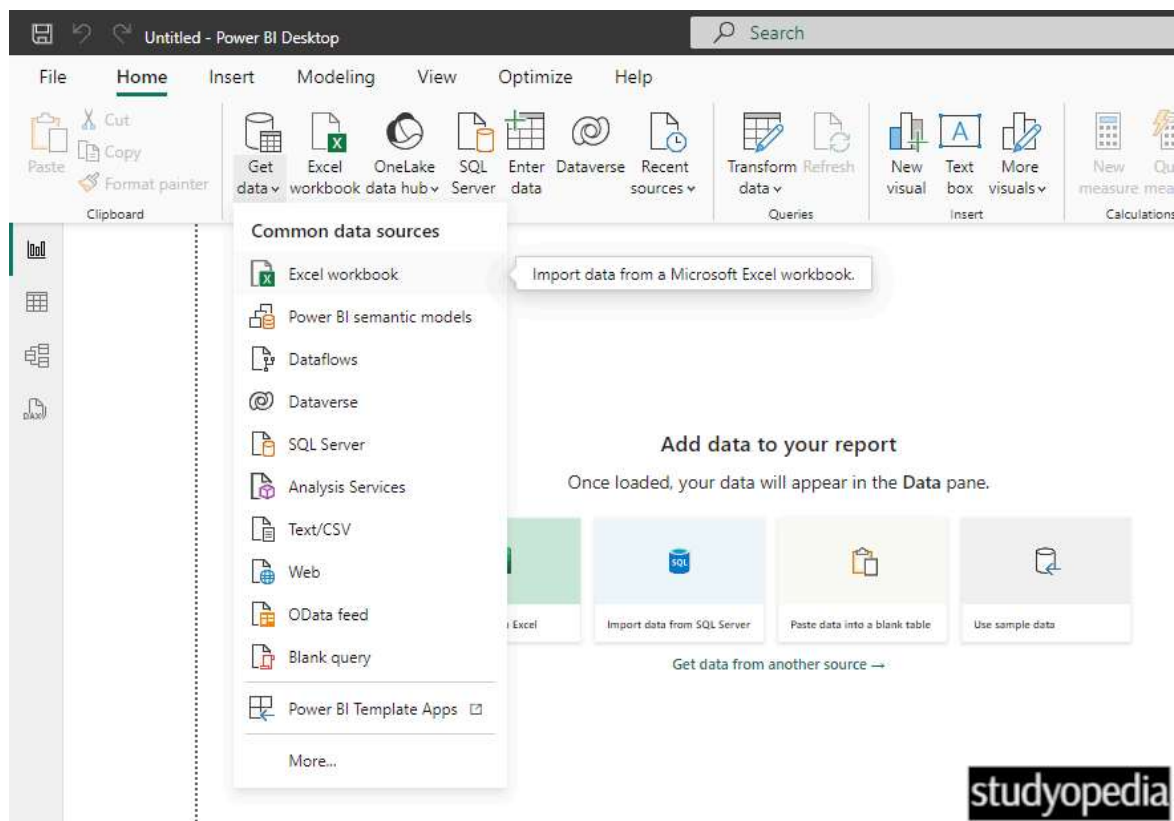 Untitled - Power BI Desktop
Search
File Home Insert Modeling View Optimize Help
Paste
Cut
Copy
Format painter
Clipboard
Get data
Excel workbook
OneLake data hub
SQL Server
Enter data
Dataverse
Recent sources
Transform data
Refresh
Queries
New visual
Text box
More visuals
Insert
New measure
Calculations
Common data sources
Excel workbook
Import data from a Microsoft Excel workbook.
Power BI semantic models
Dataflows
Dataverse
SQL Server
Analysis Services
Text/CSV
Web
OData feed
Blank query
Power BI Template Apps
More...
DAX
Add data to your report
Once loaded, your data will appear in the Data pane.
Excel
SQL
Import data from SQL Server
Paste data into a blank table
Use sample data
Get data from another source →
studyopedia